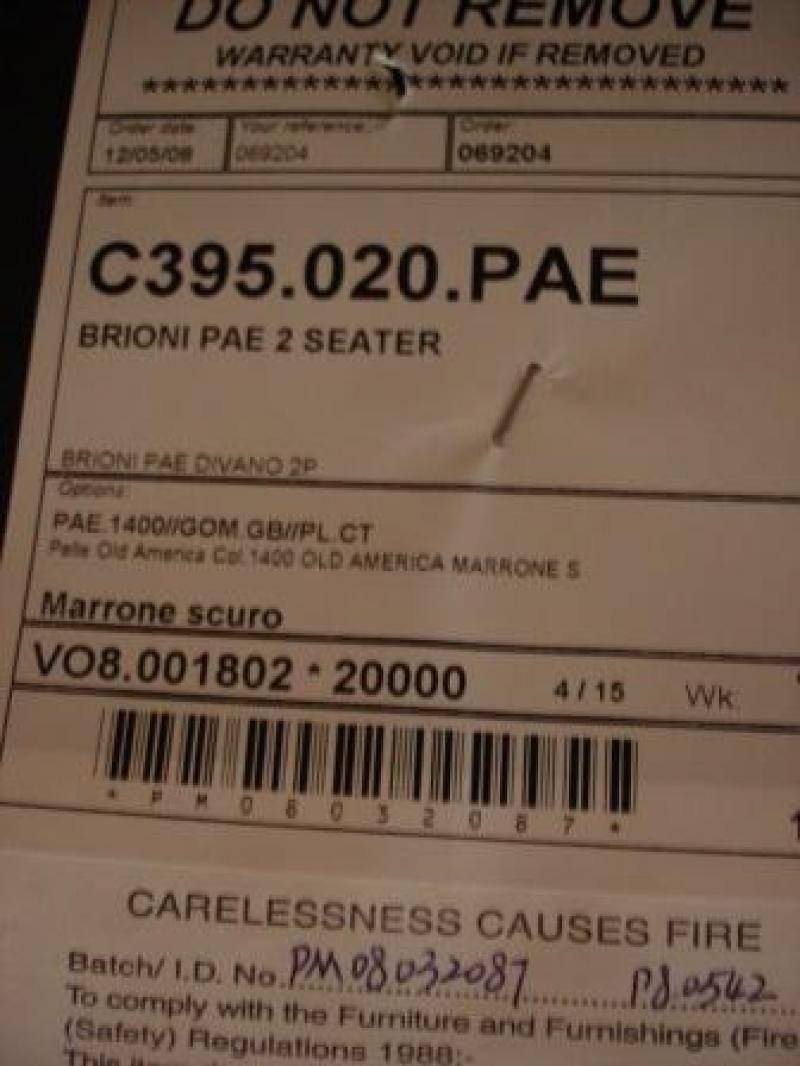 DO NOT REMOVE
WARRANTY VOID IF REMOVED
**********************************
Order date Your reference Order
12/05/08 069204 069204
Item
C395.020.PAE
BRIONI PAE 2 SEATER
BRIONI PAE DIVANO 2P
Options:
PAE.1400//GOM.GB//PL.CT
Pelle Old America Col.1400 OLD AMERICA MARRONE S
Marrone scuro
VO8.001802 * 20000 4 / 15 Wk
* P M 0 8 0 3 2 0 8 7 *
CARELESSNESS CAUSES FIRE
Batch/ I.D. No. PM08032087 P8.0542
To comply with the Furniture and Furnishings (Fire
(Safety) Regulations 1988:-
This item